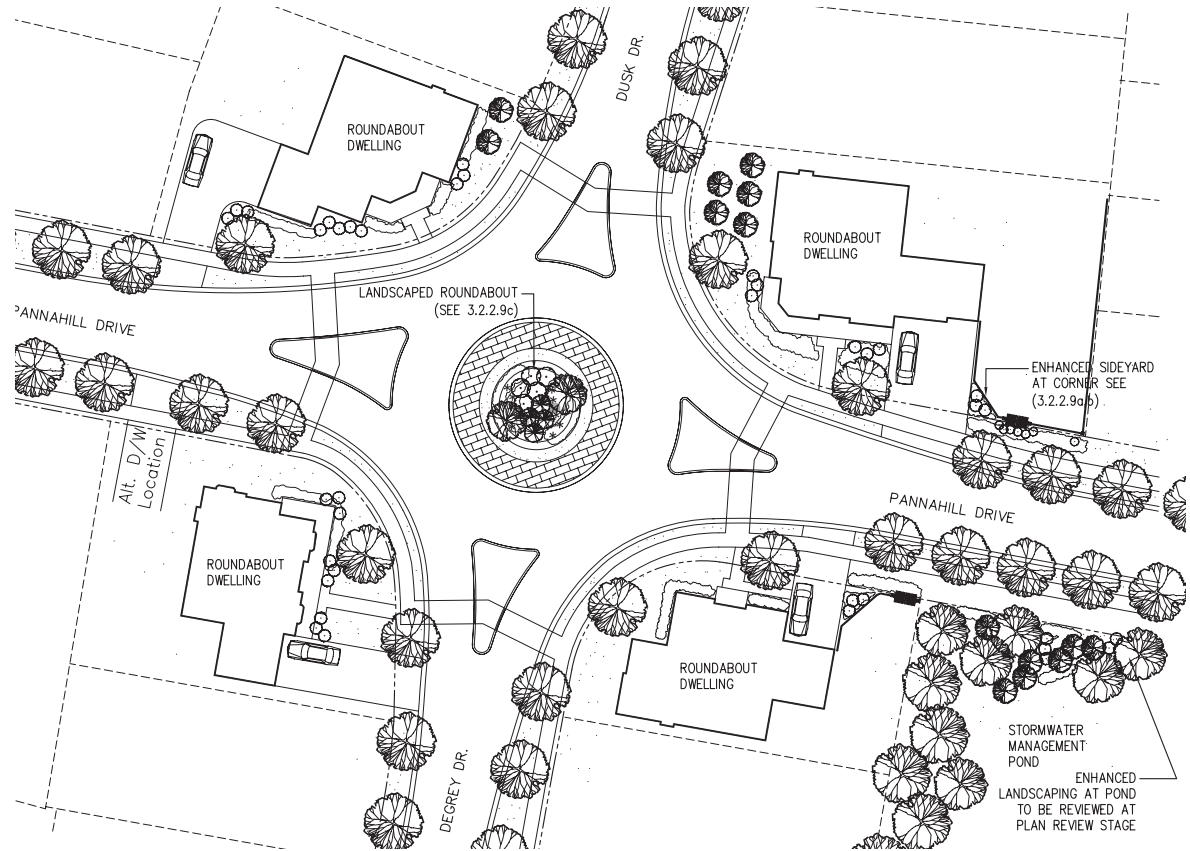 DUSK DR.
ROUNDABOUT
DWELLING
ROUNDABOUT
DWELLING
LANDSCAPED ROUNDABOUT
(SEE 3.2.2.9c)
PANNAHILL DRIVE
ENHANCED SIDEYARD
AT CORNER SEE
(3.2.2.9a/b)
Alt. D/W
Location
PANNAHILL DRIVE
ROUNDABOUT
DWELLING
ROUNDABOUT
DWELLING
DEGREY DR.
STORMWATER
MANAGEMENT
POND
ENHANCED
LANDSCAPING AT POND
TO BE REVIEWED AT
PLAN REVIEW STAGE